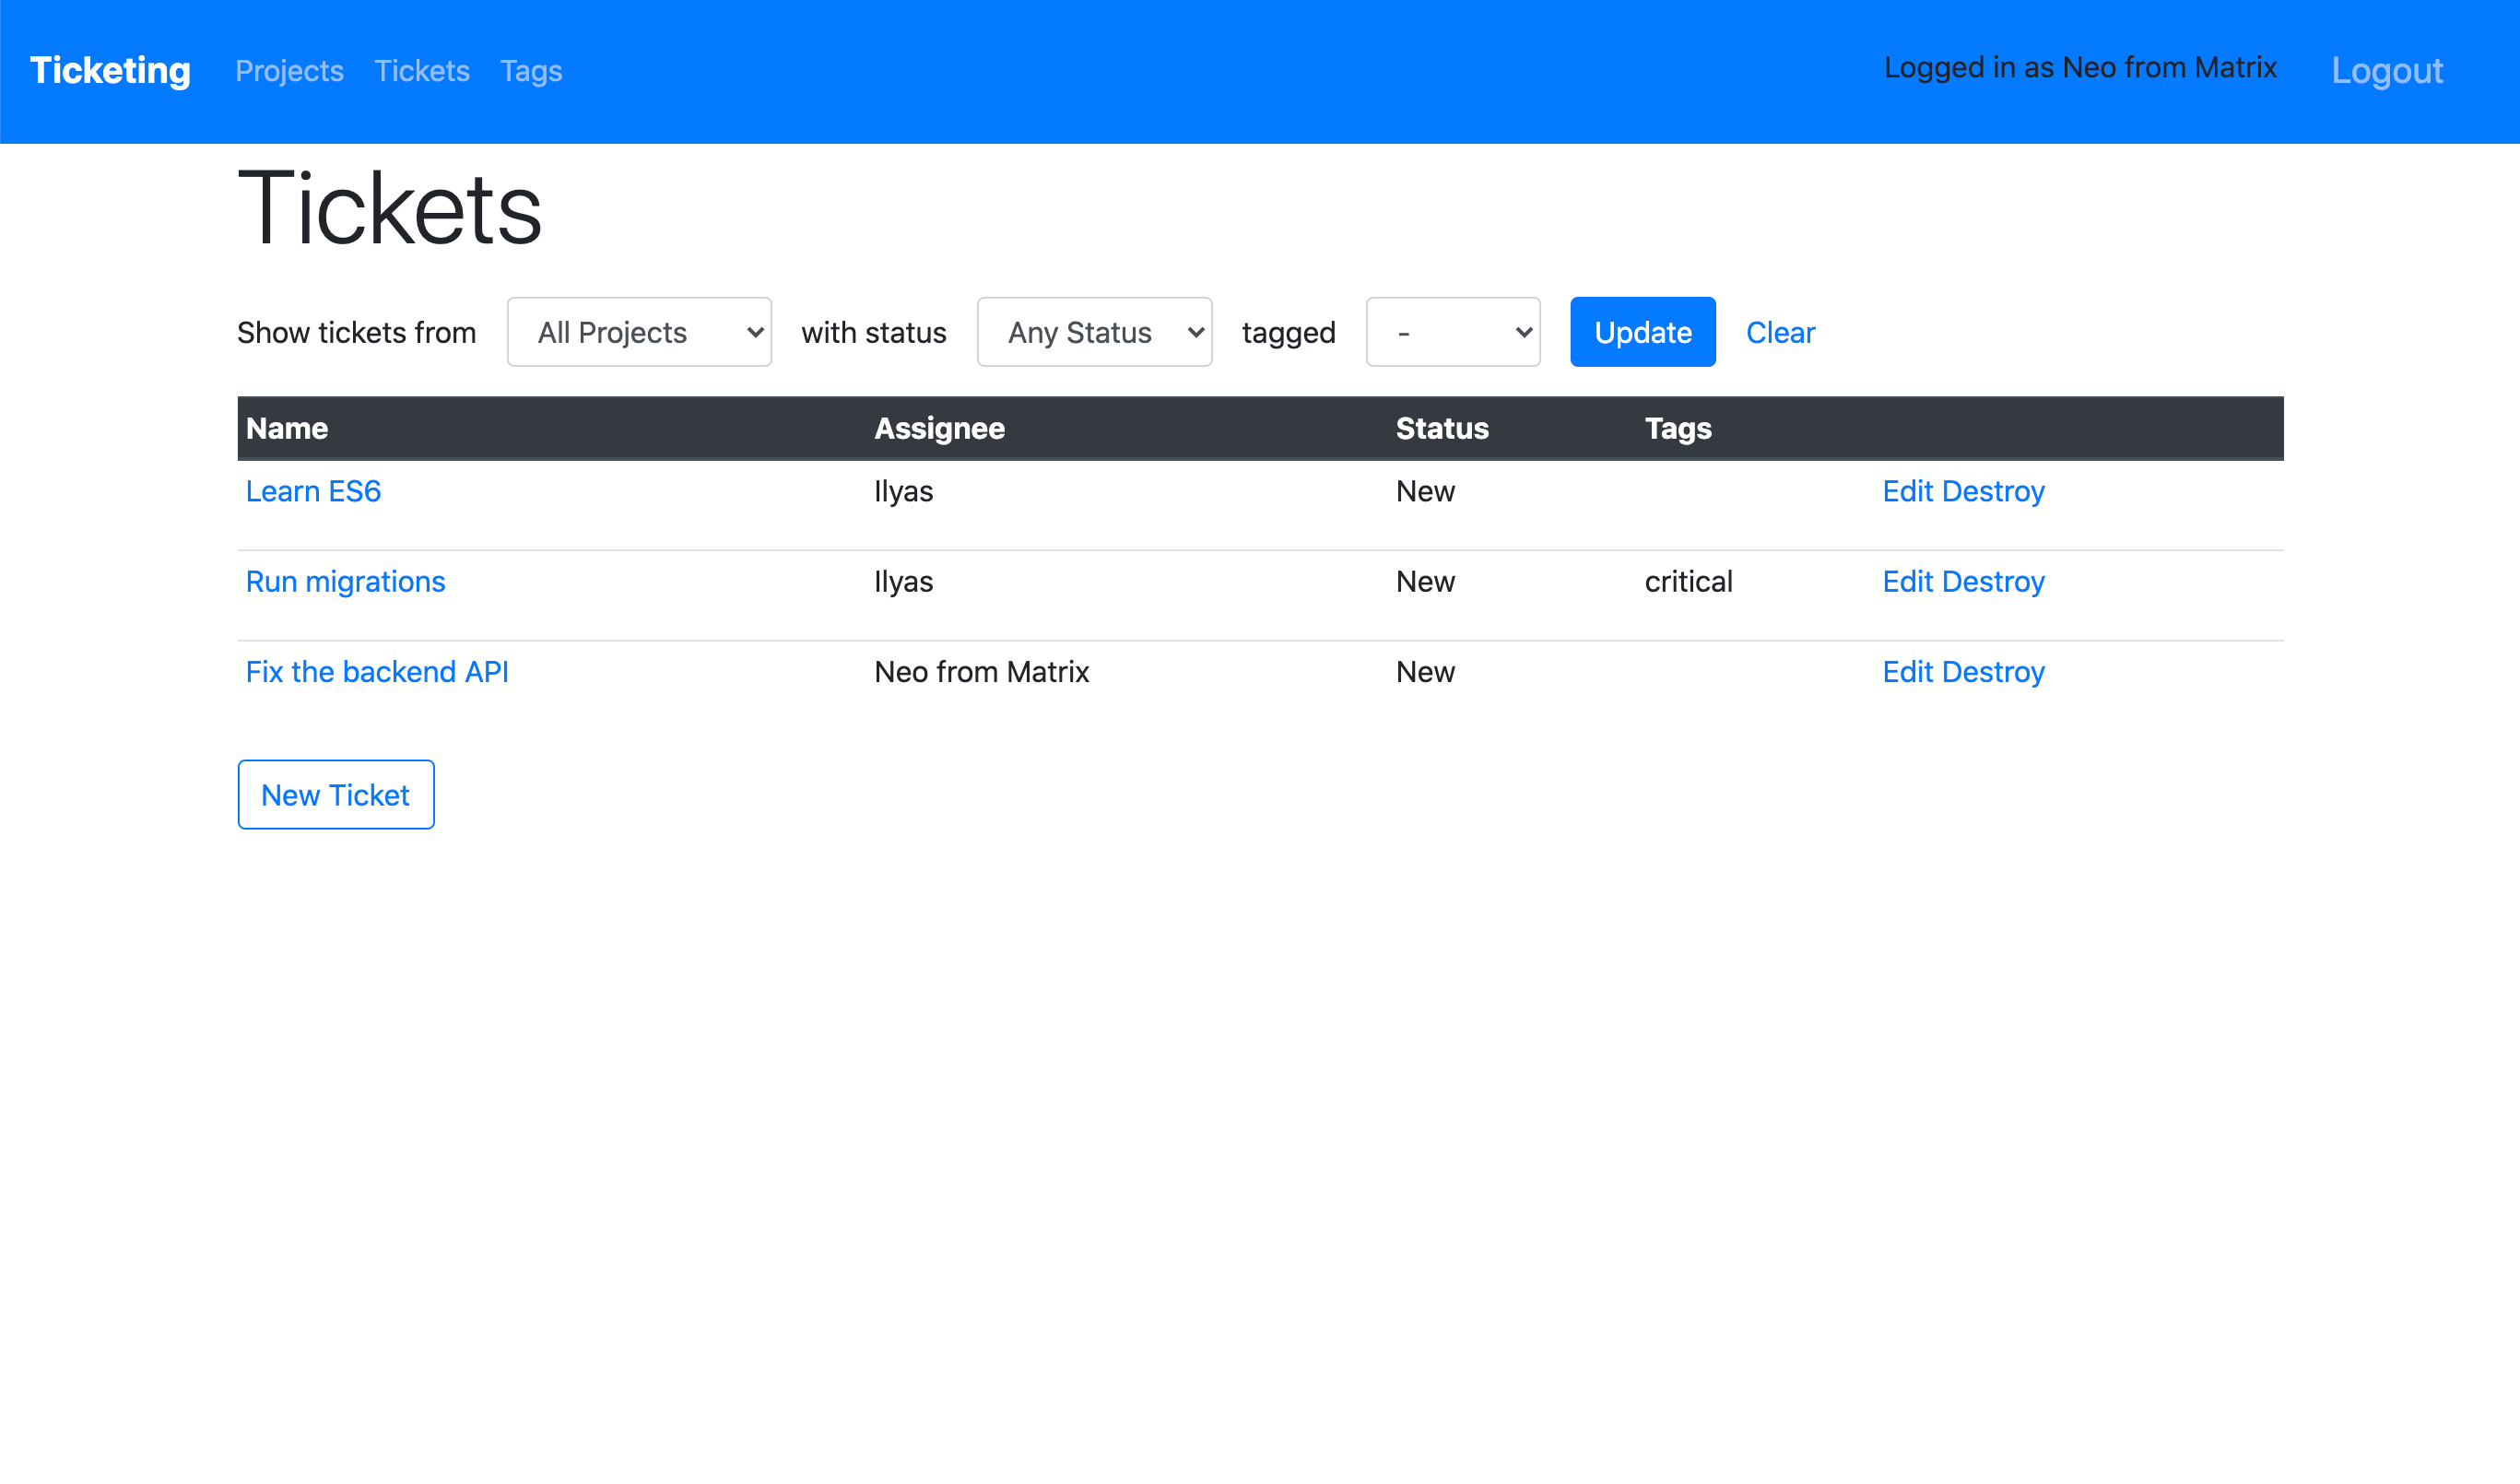 Ticketing Projects Tickets Tags Logged in as Neo from Matrix Logout
Tickets
Show tickets from All Projects with status Any Status tagged - Update Clear
Name Assignee Status Tags
Learn ES6 Ilyas New Edit Destroy
Run migrations Ilyas New critical Edit Destroy
Fix the backend API Neo from Matrix New Edit Destroy
New Ticket